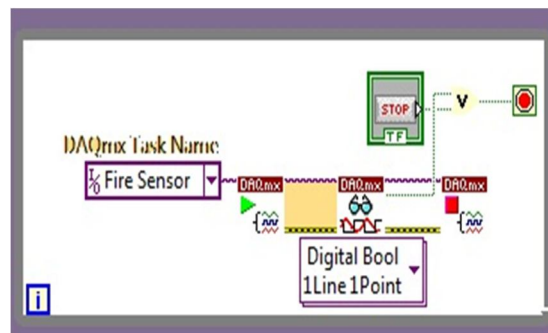 STOP
TF
V
DAQmx Task Name
I/O Fire Sensor
DAQmx DAQmx DAQmx
Digital Bool
1Line 1Point
i